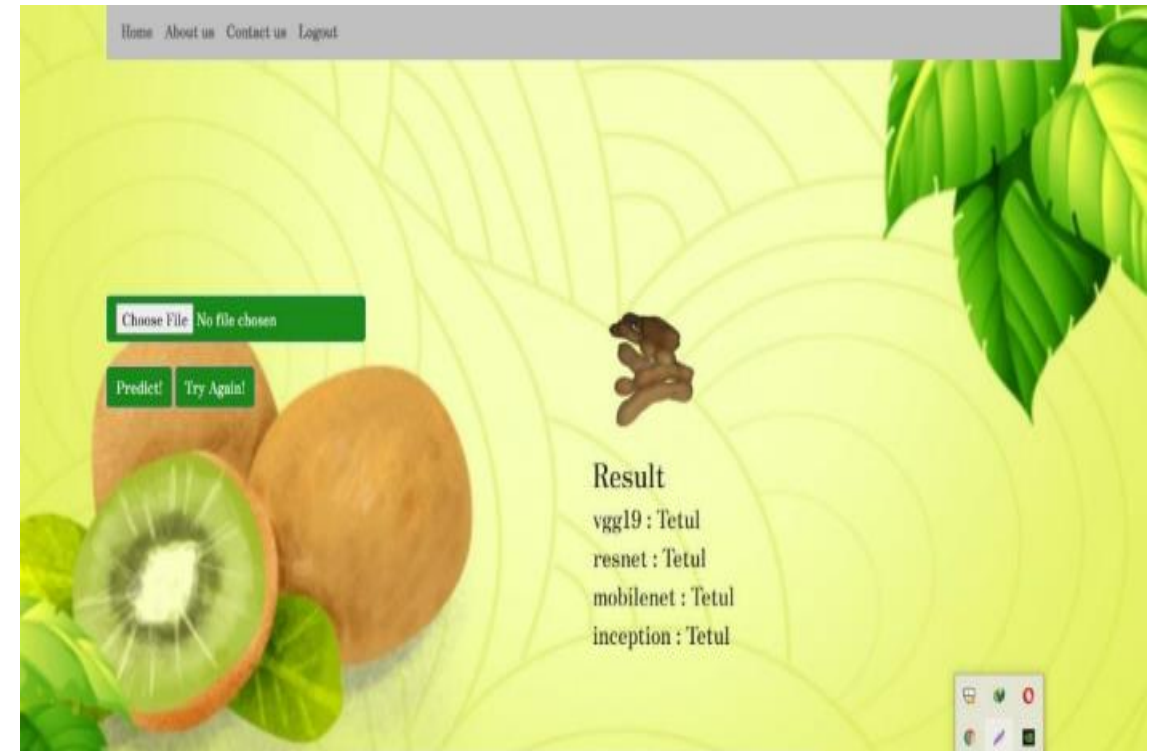 Home About us Contact us Logout
Choose File No file chosen
Predict! Try Again!
Result
vgg19 : Tetul
resnet : Tetul
mobilenet : Tetul
inception : Tetul